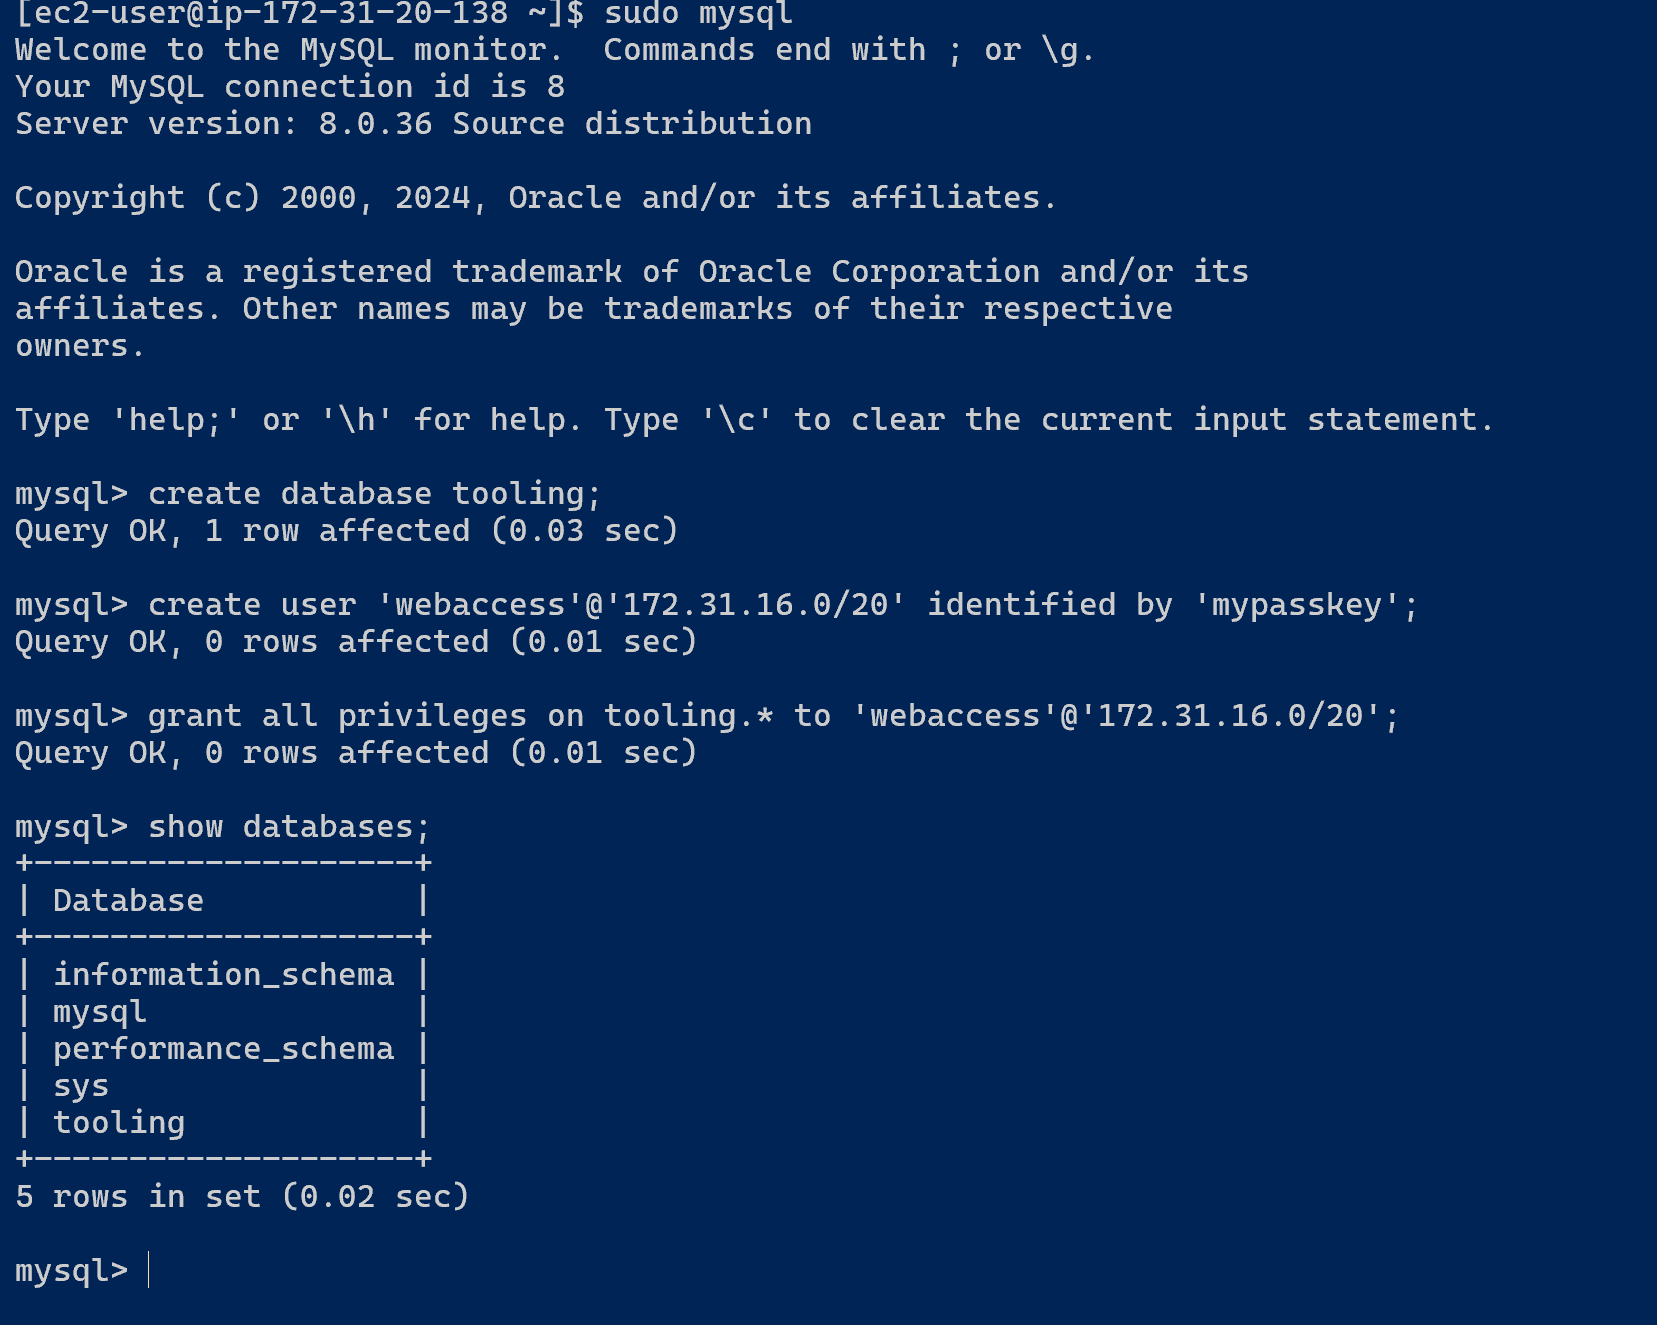 [ec2-user@ip-172-31-20-138 ~]$ sudo mysql
Welcome to the MySQL monitor.  Commands end with ; or \g.
Your MySQL connection id is 8
Server version: 8.0.36 Source distribution

Copyright (c) 2000, 2024, Oracle and/or its affiliates.

Oracle is a registered trademark of Oracle Corporation and/or its
affiliates. Other names may be trademarks of their respective
owners.

Type 'help;' or '\h' for help. Type '\c' to clear the current input statement.

mysql> create database tooling;
Query OK, 1 row affected (0.03 sec)

mysql> create user 'webaccess'@'172.31.16.0/20' identified by 'mypasskey';
Query OK, 0 rows affected (0.01 sec)

mysql> grant all privileges on tooling.* to 'webaccess'@'172.31.16.0/20';
Query OK, 0 rows affected (0.01 sec)

mysql> show databases;
+--------------------+
| Database           |
+--------------------+
| information_schema |
| mysql              |
| performance_schema |
| sys                |
| tooling            |
+--------------------+
5 rows in set (0.02 sec)

mysql>